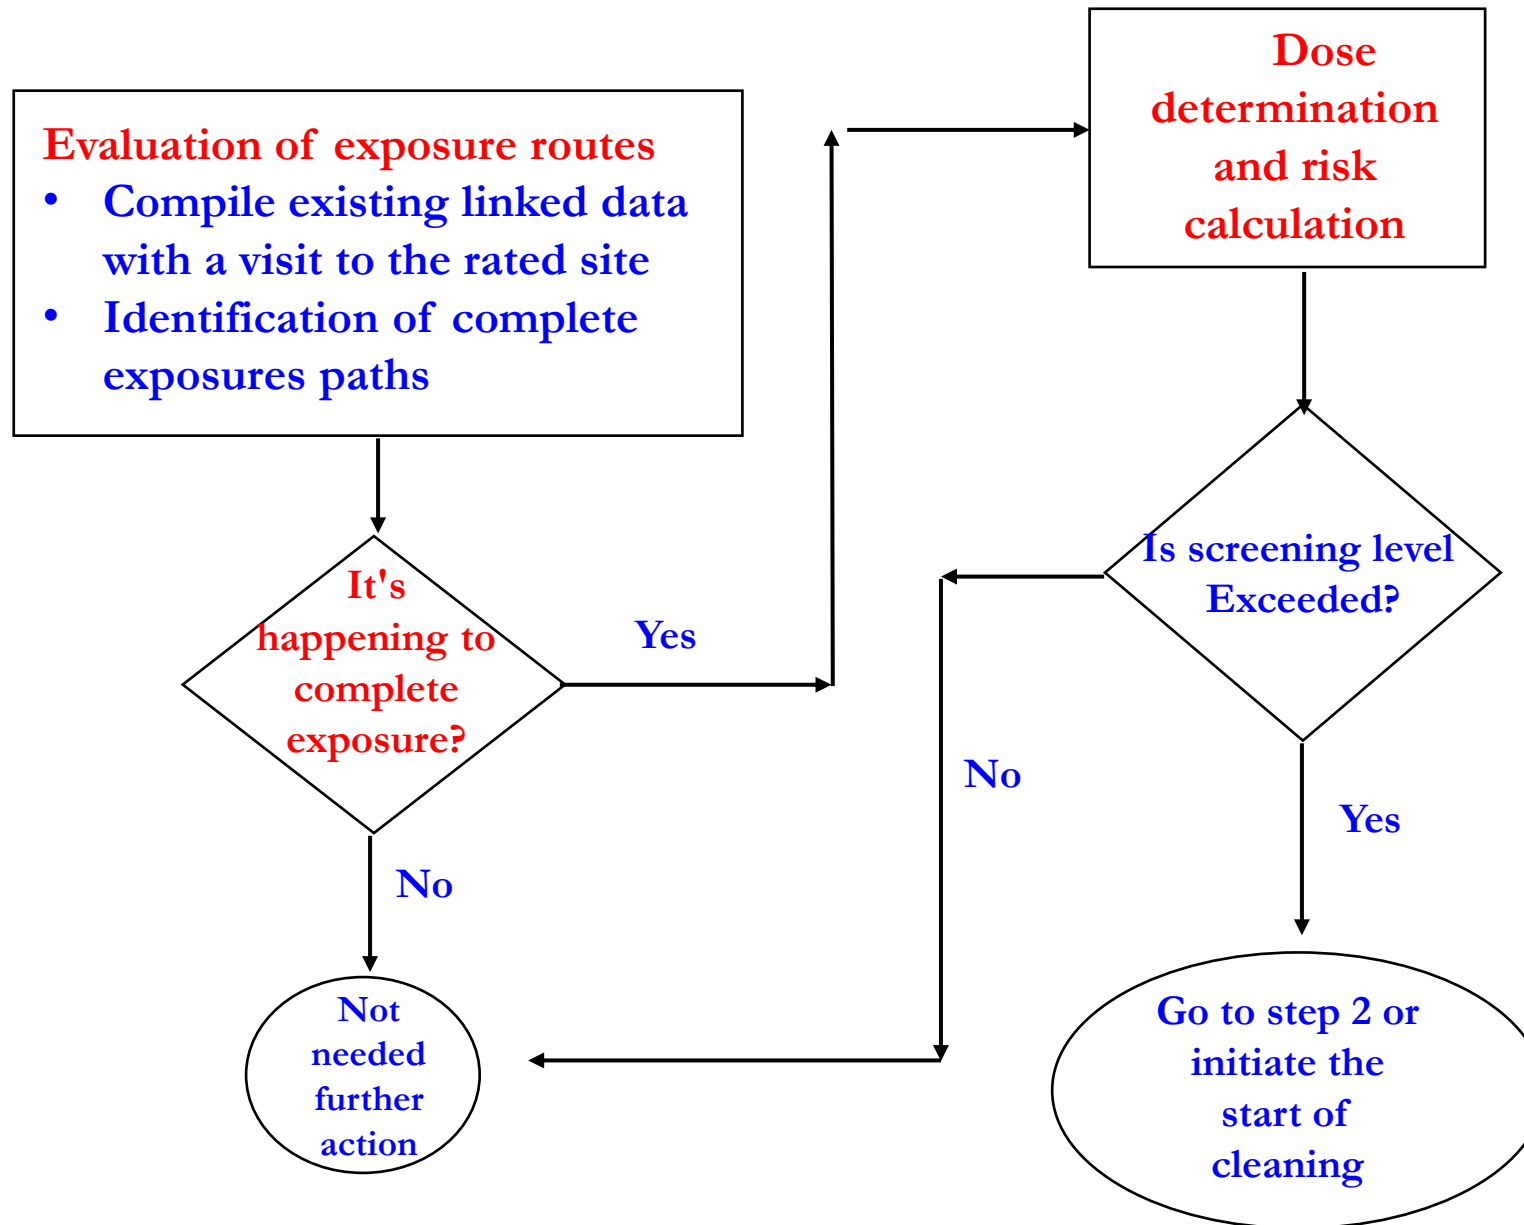 Evaluation of exposure routes
• Compile existing linked data
with a visit to the rated site
• Identification of complete
exposures paths
It's
happening to
complete
exposure?
Yes
No
Not
needed
further
action
Dose
determination
and risk
calculation
Is screening level
Exceeded?
No
Yes
Go to step 2 or
initiate the
start of
cleaning